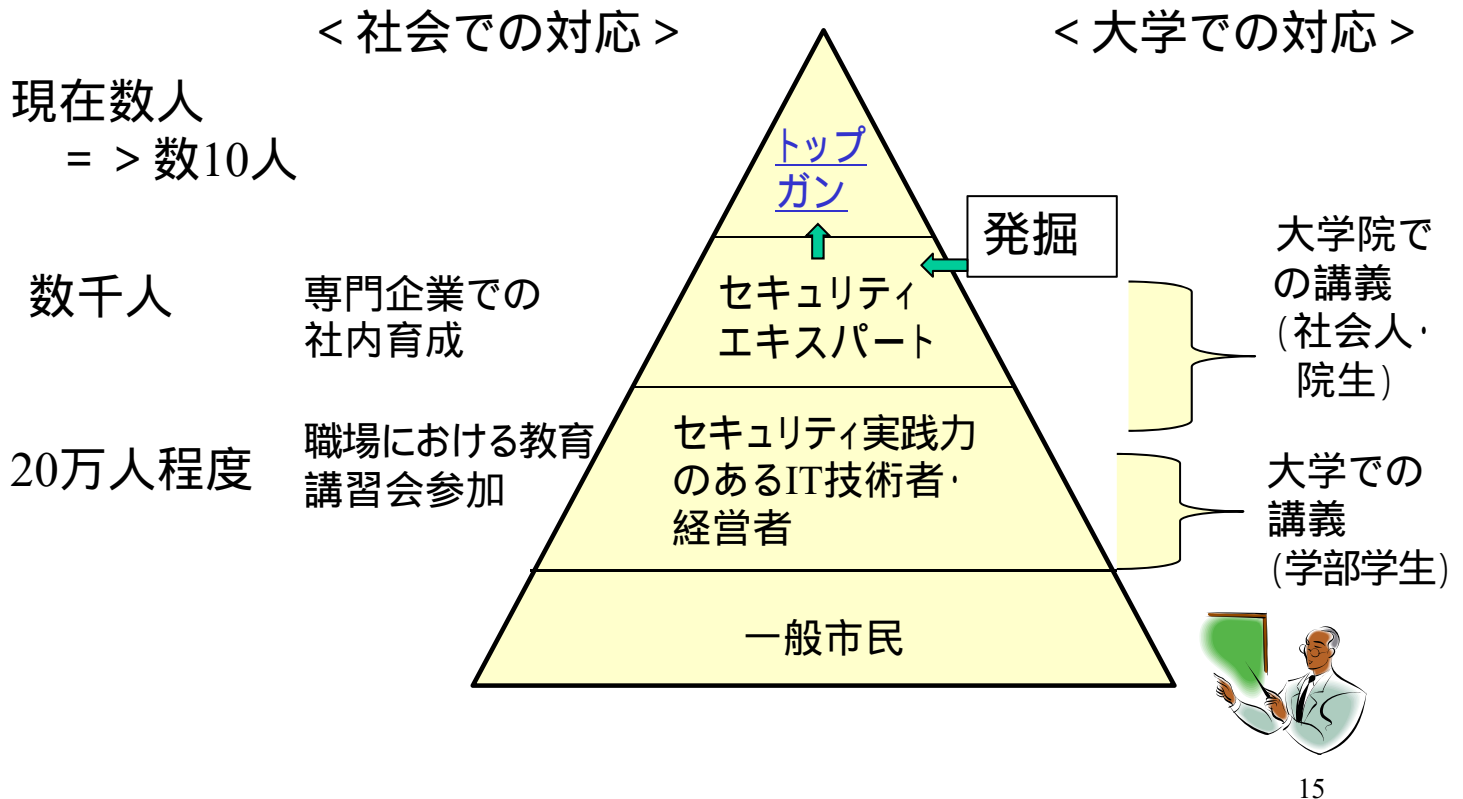 <社会での対応>
<大学での対応>
現在数人
=>数10人
トップ
ガン
発掘
数千人
専門企業での
社内育成
セキュリティ
エキスパート
大学院で
の講義
(社会人・
院生)
20万人程度
職場における教育
講習会参加
セキュリティ実践力
のあるIT技術者・
経営者
大学での
講義
(学部学生)
一般市民
15